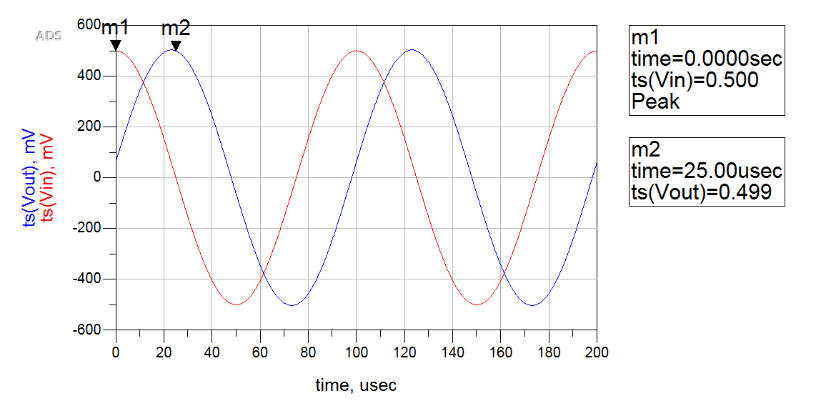 ADS
m1
m2
600
400
200
0
-200
-400
-600
ts(Vout), mV
ts(Vin), mV
0
20
40
60
80
100
120
140
160
180
200
time, usec
m1
time=0.0000sec
ts(Vin)=0.500
Peak
m2
time=25.00usec
ts(Vout)=0.499